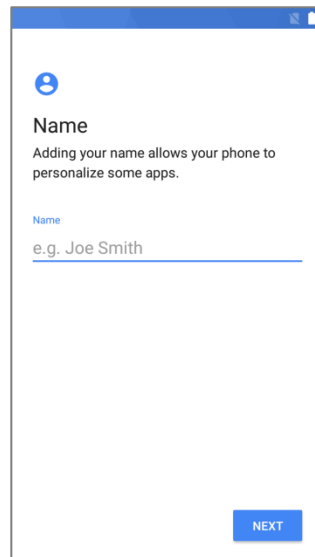 Name
Adding your name allows your phone to
personalize some apps.
Name
e.g. Joe Smith
NEXT